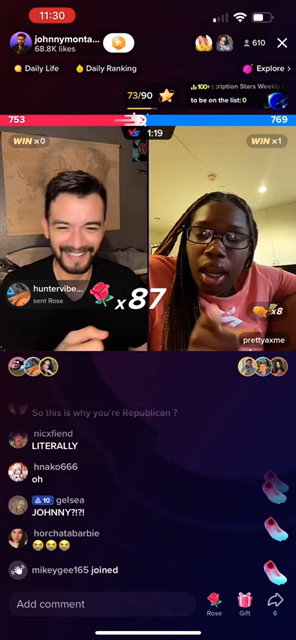 11:30
johnnymonta...
68.8K likes
610
Daily Life
Daily Ranking
Explore >
73/90
100+
cription Stars Weekly
to be on the list: 0
753
769
WIN x0
VS 1:19
WIN x1
huntervibe...
sent Rose
x87
x8
prettyaxme
So this is why you're Republican ?
nicxfiend
LITERALLY
hnako666
oh
10 gelsea
JOHNNY?!?!
horchatabarbie
mikeygee165 joined
Add comment
Rose
Gift
6